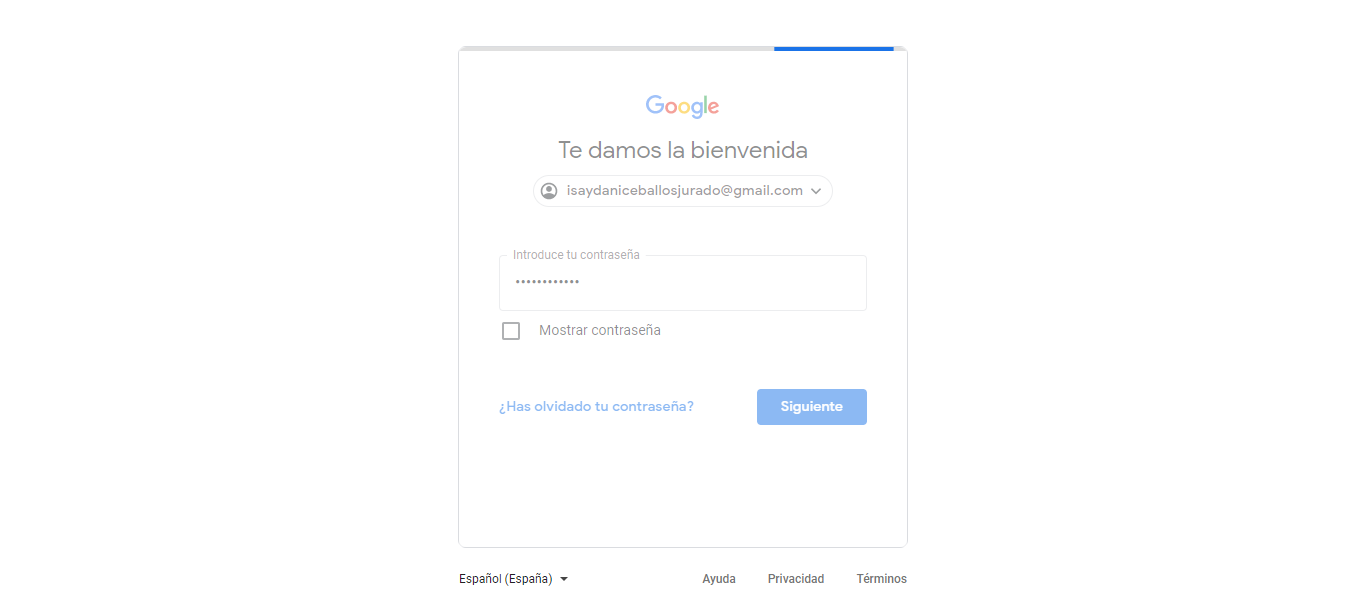 Google
Te damos la bienvenida
isaydaniceballosjurado@gmail.com
Introduce tu contraseña
••••••••••••
Mostrar contraseña
¿Has olvidado tu contraseña? Siguiente
Español (España) Ayuda Privacidad Términos